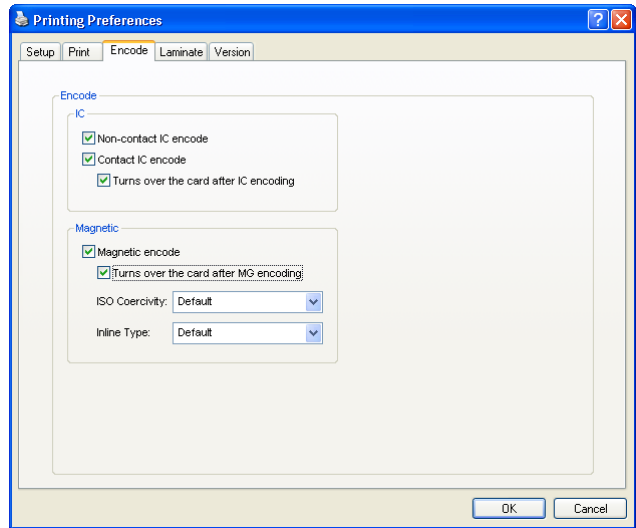 Printing Preferences
Setup Print Encode Laminate Version
Encode
IC
Non-contact IC encode
Contact IC encode
Turns over the card after IC encoding
Magnetic
Magnetic encode
Turns over the card after MG encoding
ISO Coercivity: Default
Inline Type: Default
OK Cancel